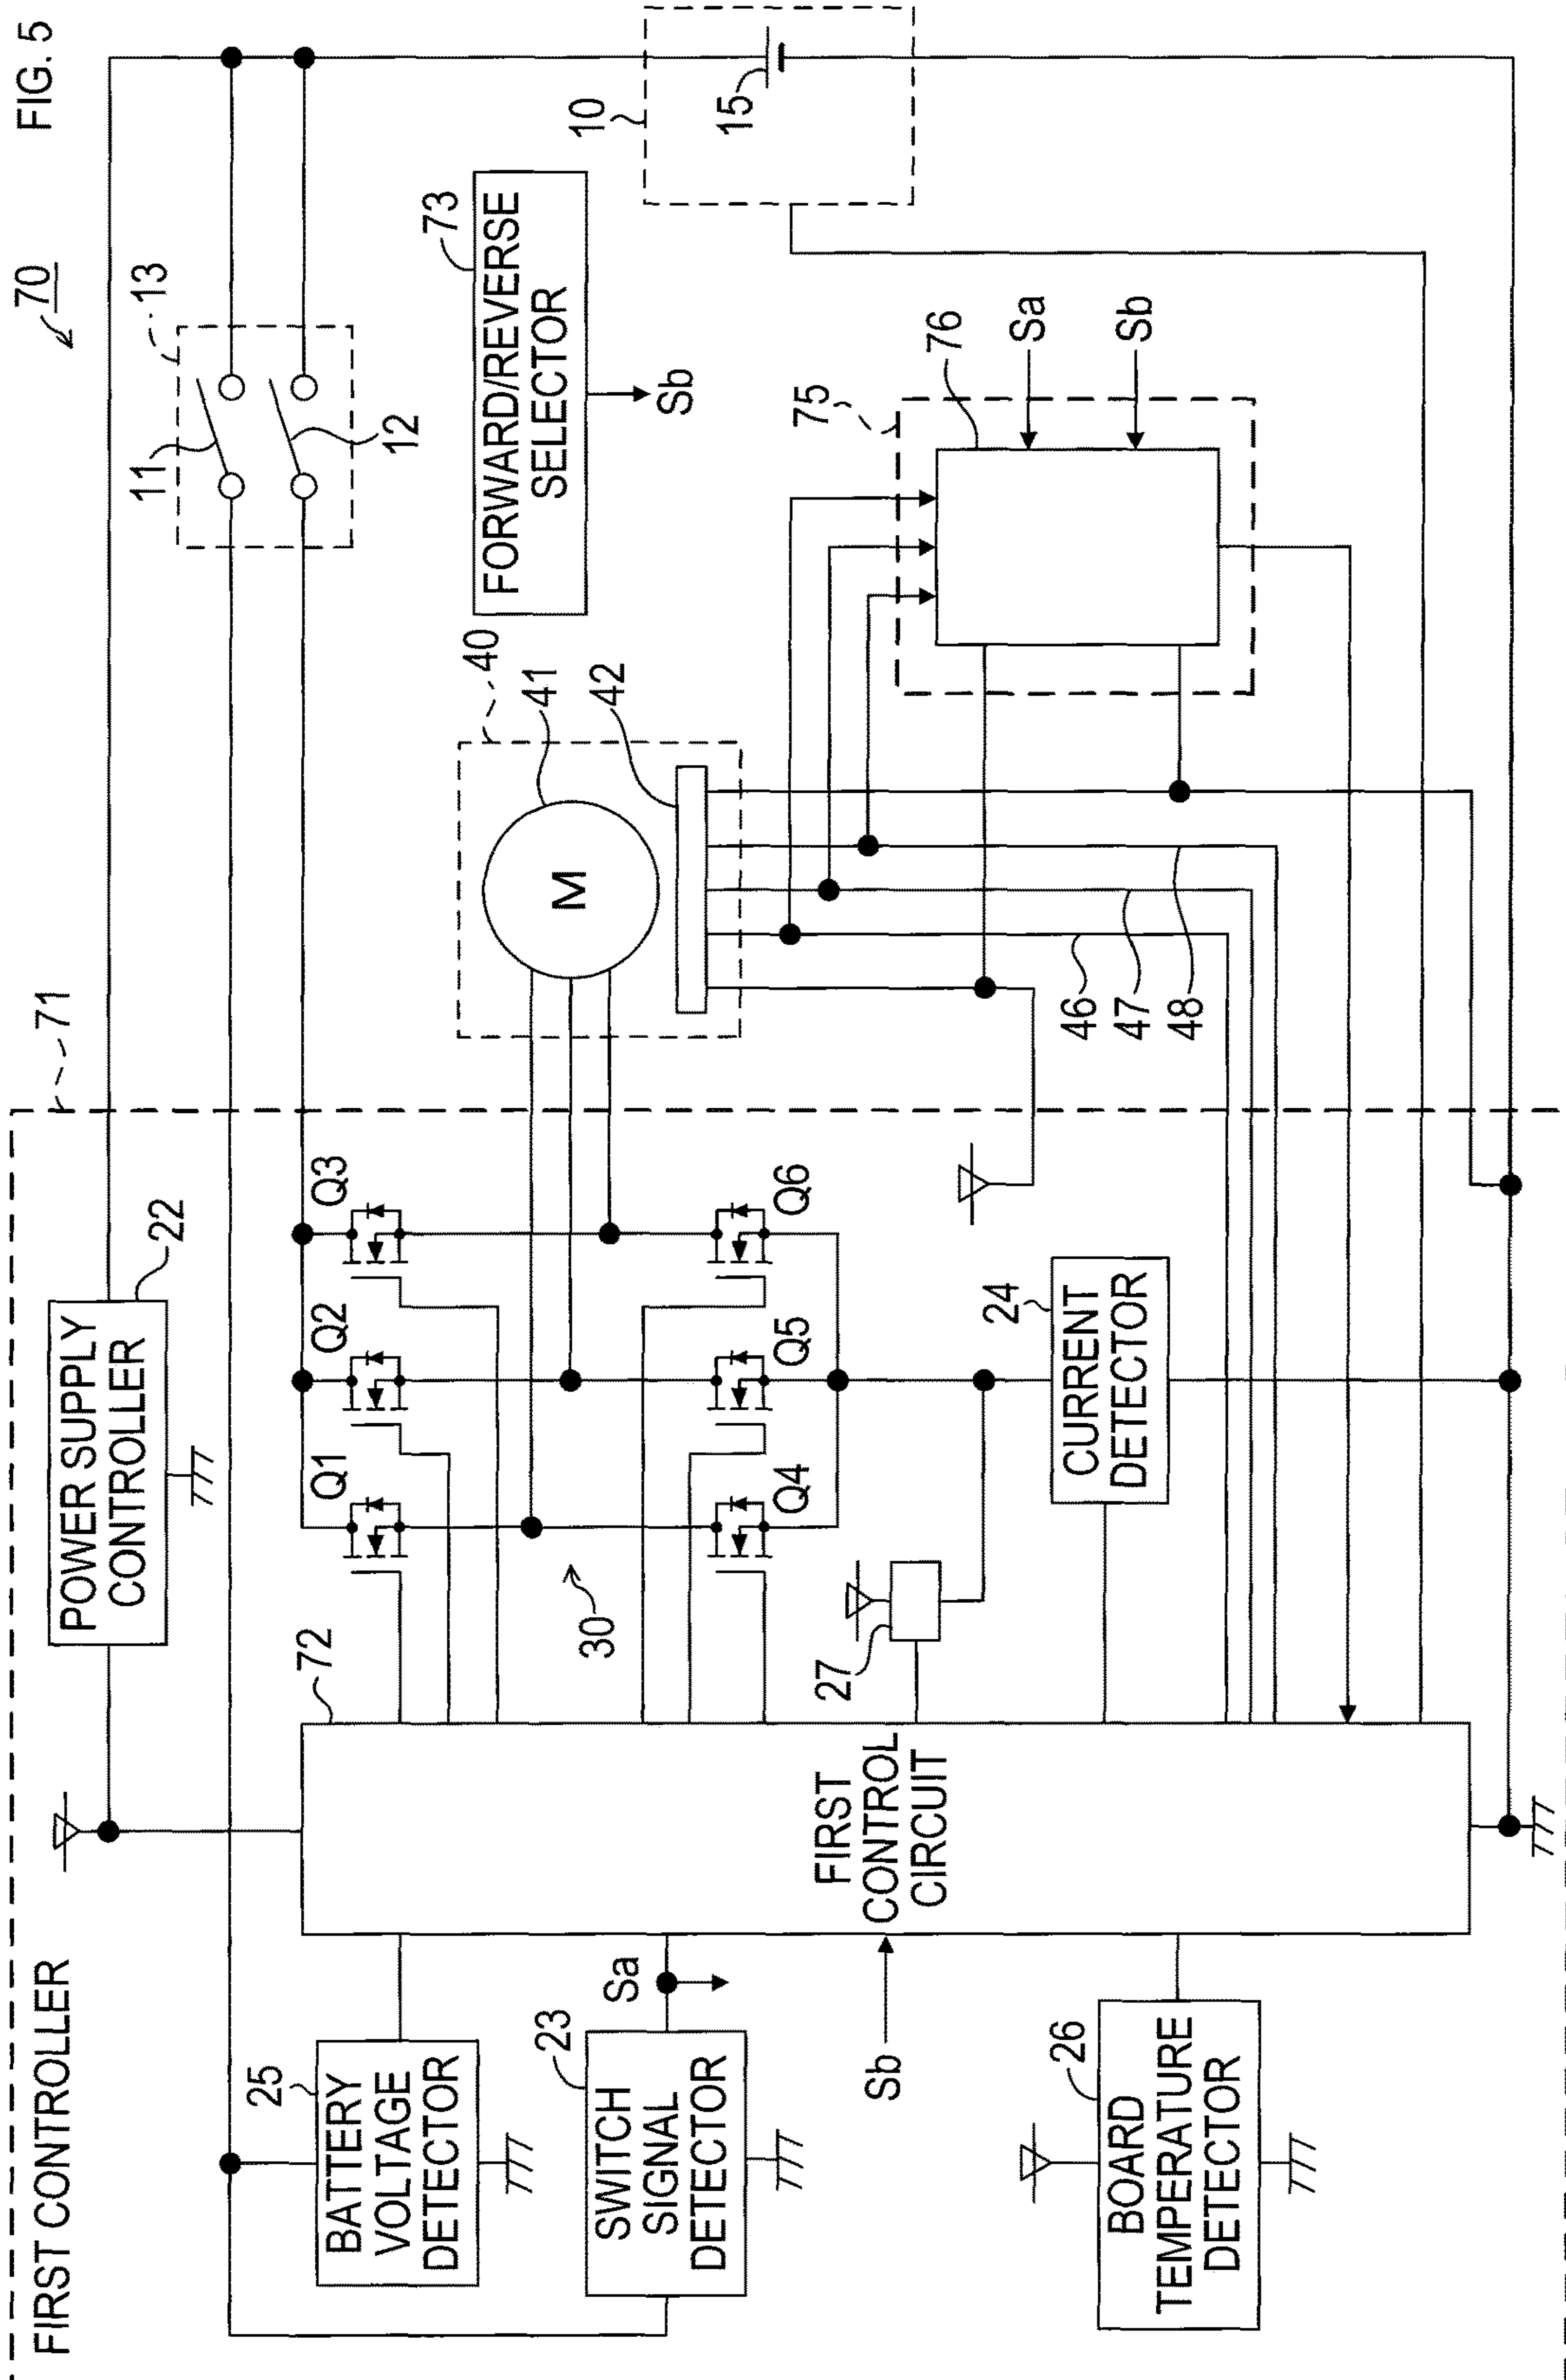 FIG. 5
70
FIRST CONTROLLER
71
POWER SUPPLY
CONTROLLER
22
11
13
12
25
BATTERY
VOLTAGE
DETECTOR
72
Q1
Q2
Q3
FORWARD/REVERSE
SELECTOR
73
Sb
40
41
42
M
10
15
23
SWITCH
SIGNAL
DETECTOR
Sa
30
Q4
Q5
Q6
FIRST
CONTROL
CIRCUIT
Sb
27
24
CURRENT
DETECTOR
75
76
Sa
Sb
46
47
48
26
BOARD
TEMPERATURE
DETECTOR